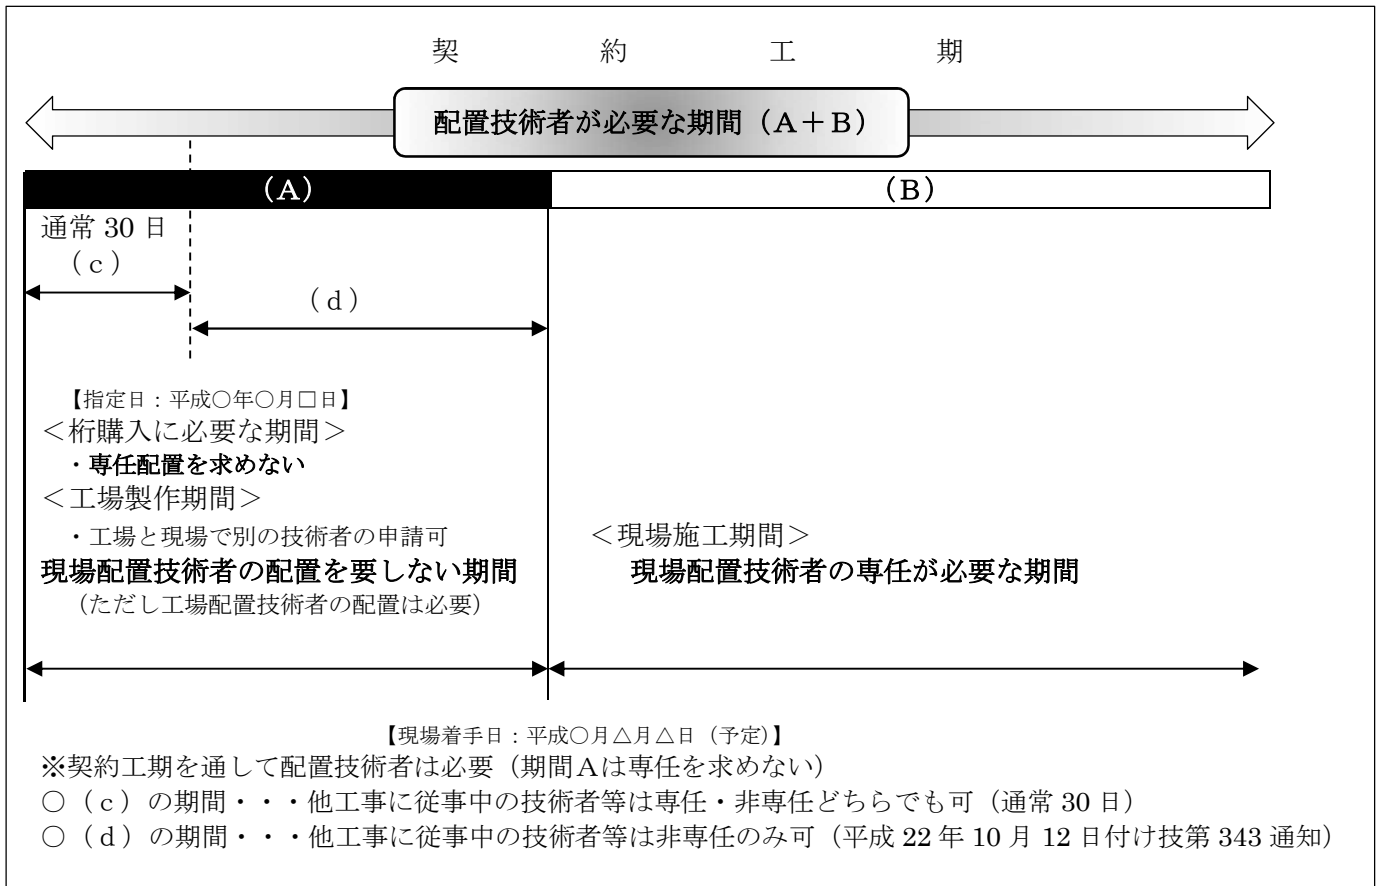 契約工期
配置技術者が必要な期間（Ａ＋Ｂ）
（Ａ）
（Ｂ）
通常 30 日
（ｃ）
（ｄ）
【指定日：平成○年○月□日】
＜桁購入に必要な期間＞
・専任配置を求めない
＜工場製作期間＞
・工場と現場で別の技術者の申請可
現場配置技術者の配置を要しない期間
（ただし工場配置技術者の配置は必要）
＜現場施工期間＞
現場配置技術者の専任が必要な期間
【現場着手日：平成○月△月△日（予定）】
※契約工期を通して配置技術者は必要（期間Ａは専任を求めない）
○（ｃ）の期間・・・他工事に従事中の技術者等は専任・非専任どちらでも可（通常 30 日）
○（ｄ）の期間・・・他工事に従事中の技術者等は非専任のみ可（平成 22 年 10 月 12 日付け技第 343 通知）